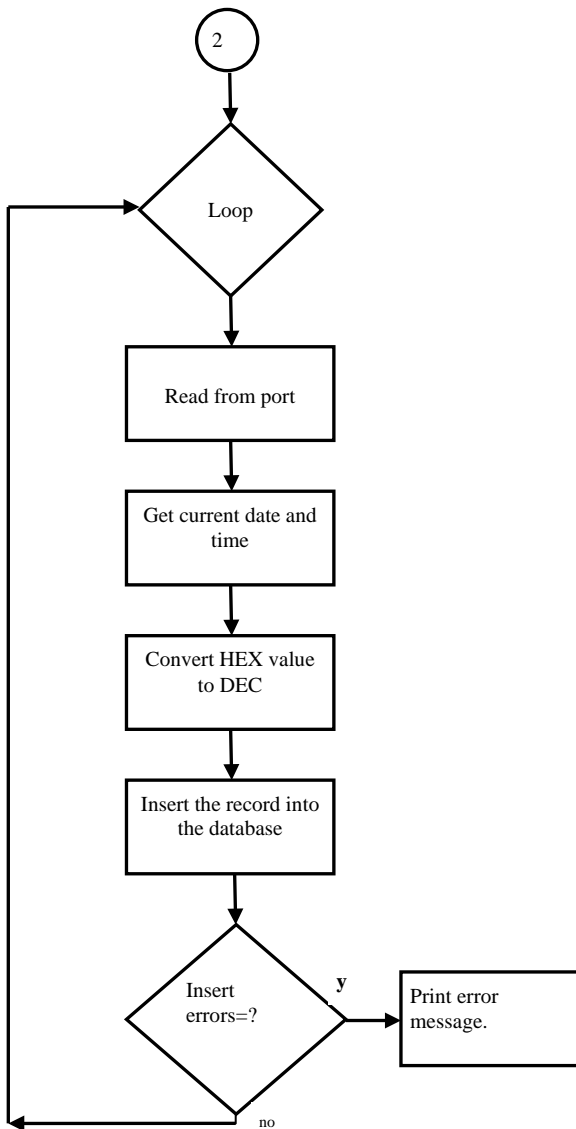 2
Loop
Read from port
Get current date and
time
Convert HEX value
to DEC
Insert the record into
the database
Insert
errors=?
y
Print error
message.
no